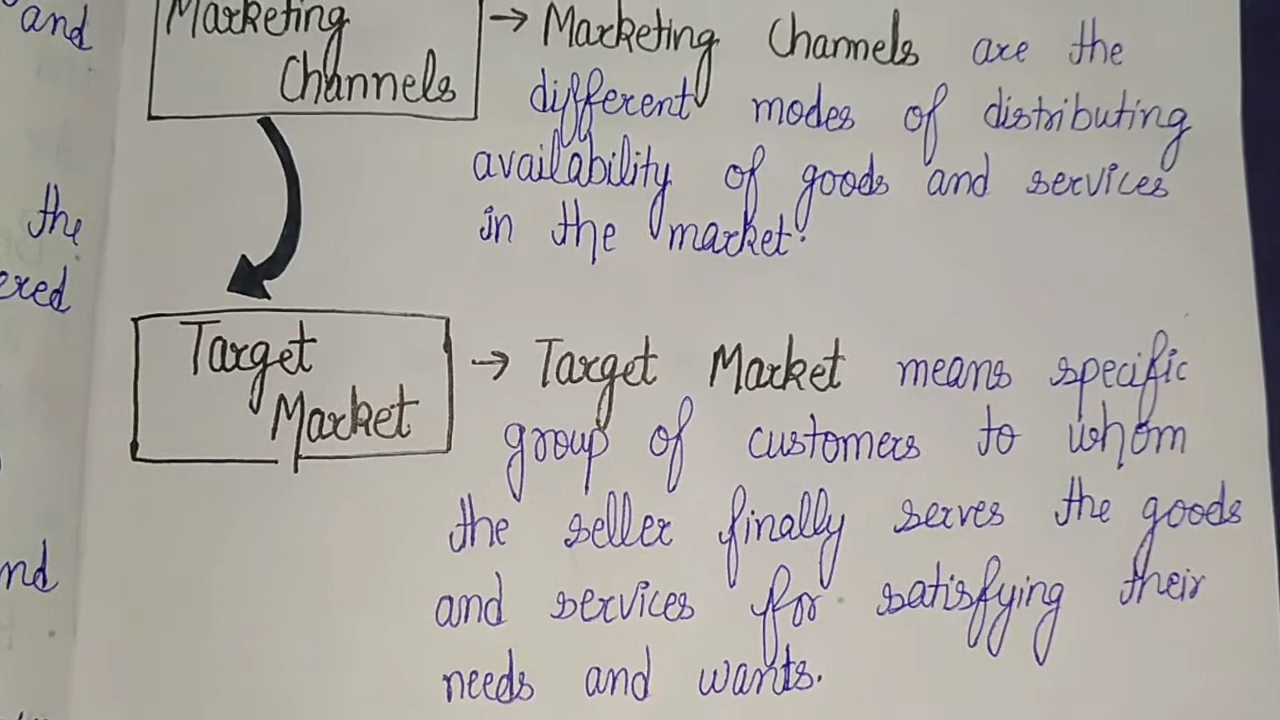 and
the
ered
nd
Marketing
Channels
→ Marketing Channels are the
different modes of distributing
availability of goods and services
in the market.
Target
Market
→ Target Market means specific
group of customers to whom
the seller finally serves the goods
and services for satisfying their
needs and wants.